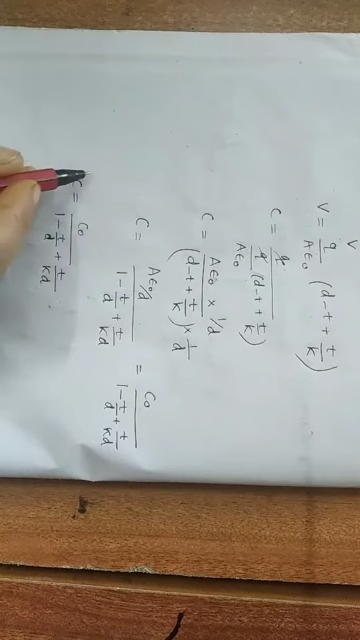 V
V = q/Aε₀ (d-t+t/k)
C = q/(q/Aε₀ (d-t+t/k))
C = (Aε₀ × 1/d)/((d-t+t/k) × 1/d)
C = (Aε₀/d)/(1-t/d+t/kd) = C₀/(1-t/d+t/kd)
C = C₀/(1-t/d+t/kd)